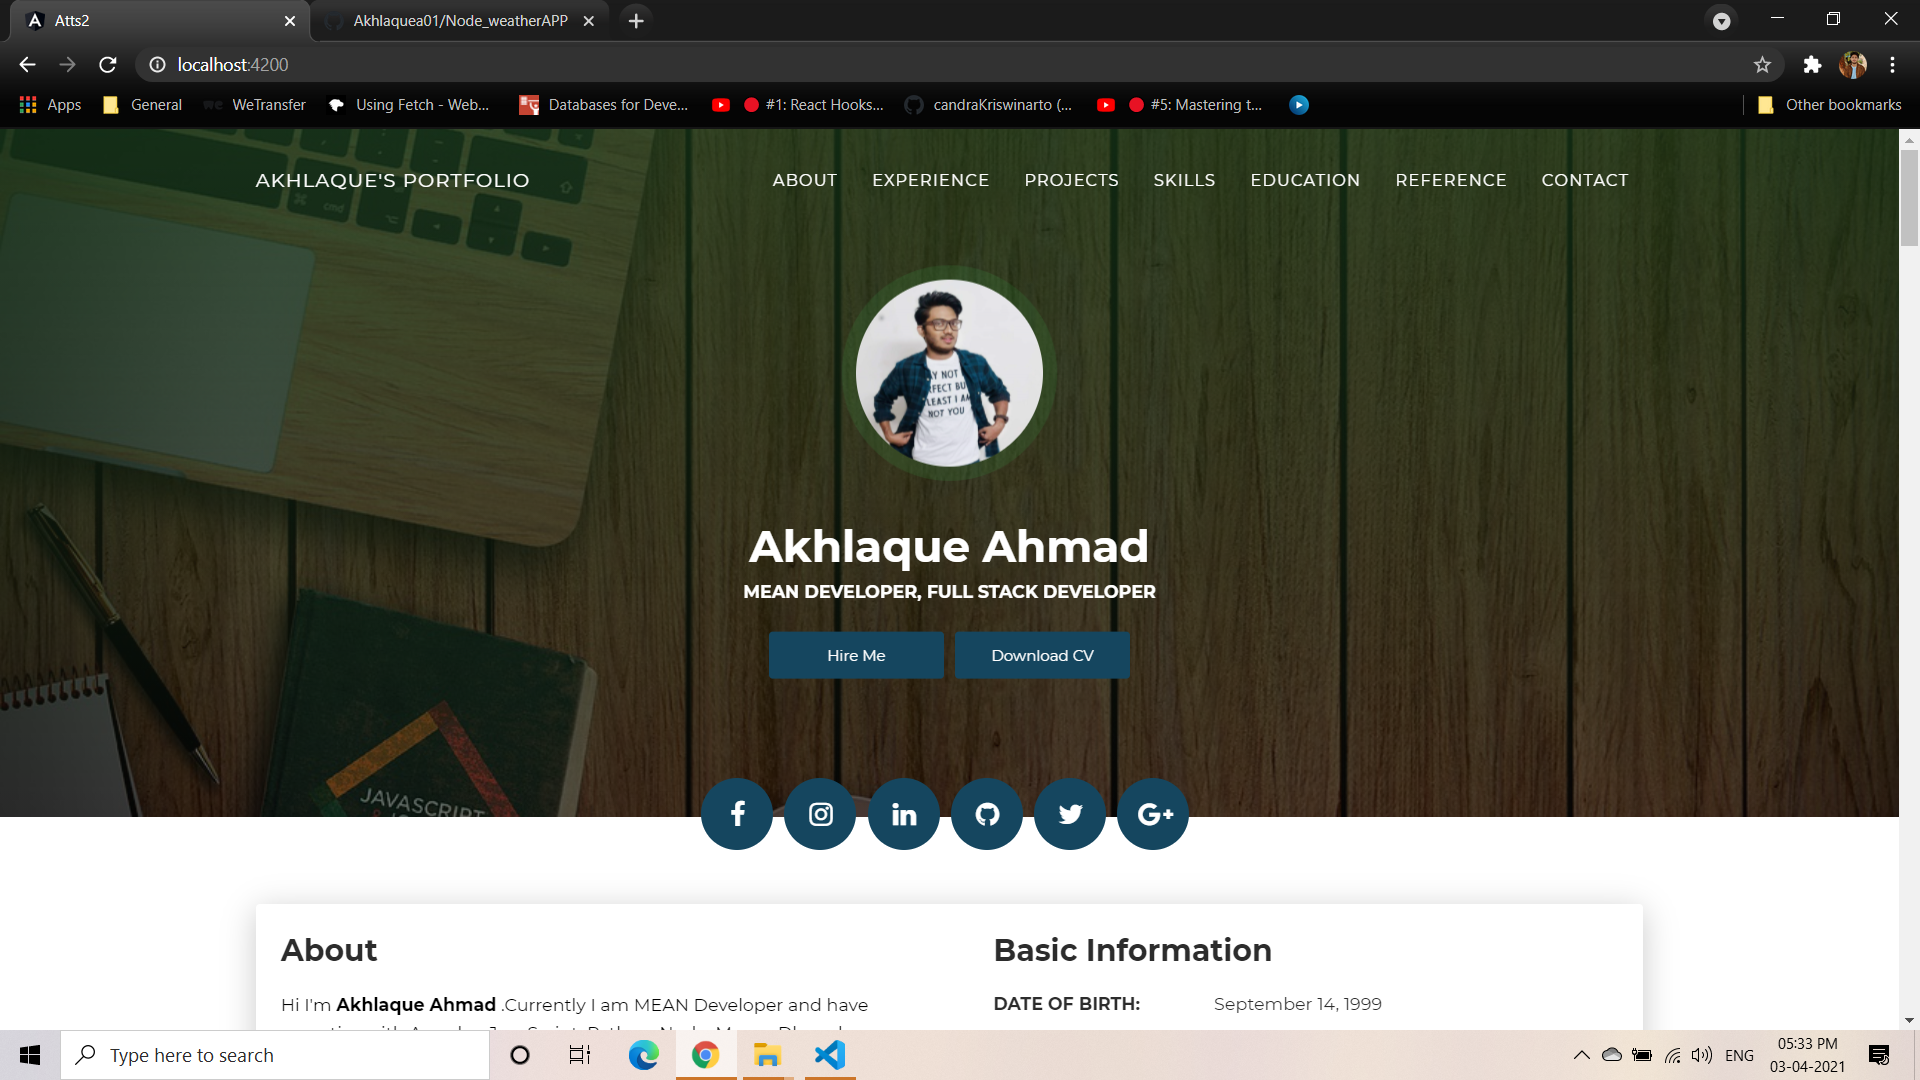 Atts2
Akhlaquea01/Node_weatherAPP
localhost:4200
Apps
General
WeTransfer
Using Fetch - Web...
Databases for Deve...
#1: React Hooks...
candraKriswinarto (...
#5: Mastering t...
Other bookmarks
AKHLAQUE'S PORTFOLIO
ABOUT
EXPERIENCE
PROJECTS
SKILLS
EDUCATION
REFERENCE
CONTACT
cmd
AY NOT
RFECT BU
LEAST I AM
NOT YOU
Akhlaque Ahmad
MEAN DEVELOPER, FULL STACK DEVELOPER
Hire Me
Download CV
JAVASCRIPT
About
Hi I'm Akhlaque Ahmad .Currently I am MEAN Developer and have
Basic Information
DATE OF BIRTH:
September 14, 1999
Type here to search
ENG
05:33 PM
03-04-2021